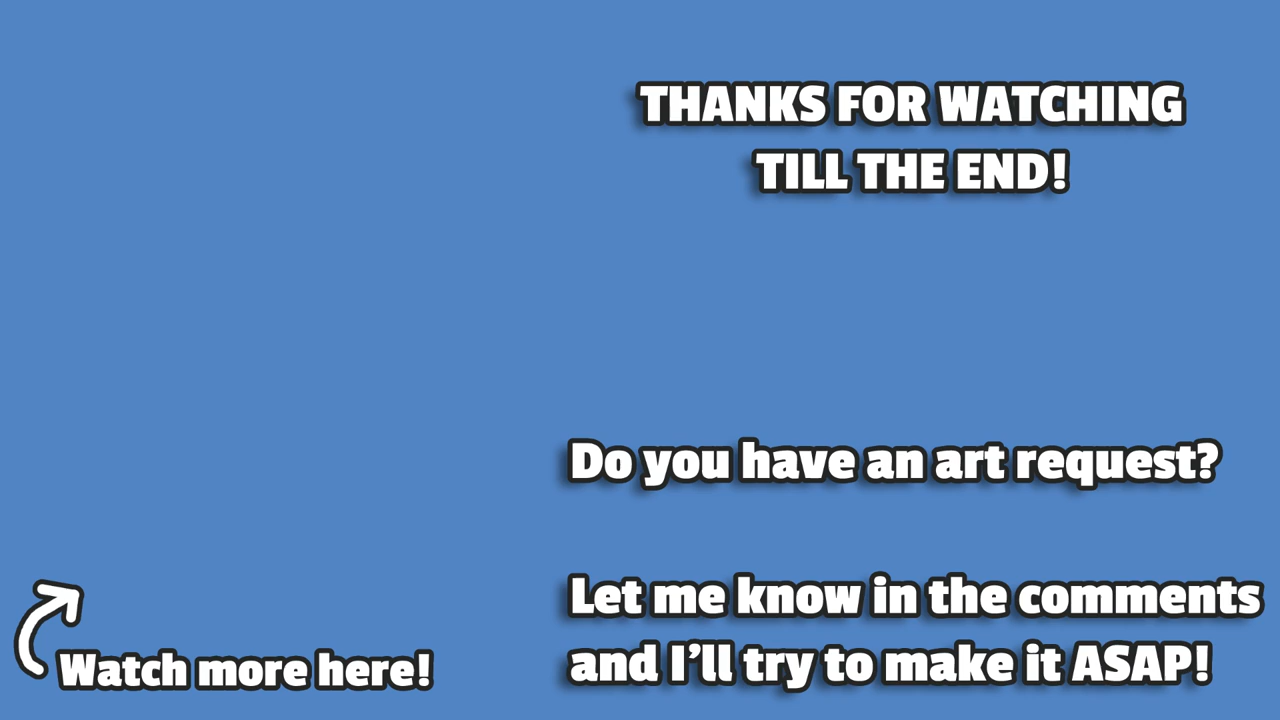 THANKS FOR WATCHING
TILL THE END!
Do you have an art request?
Let me know in the comments
and I'll try to make it ASAP!
Watch more here!